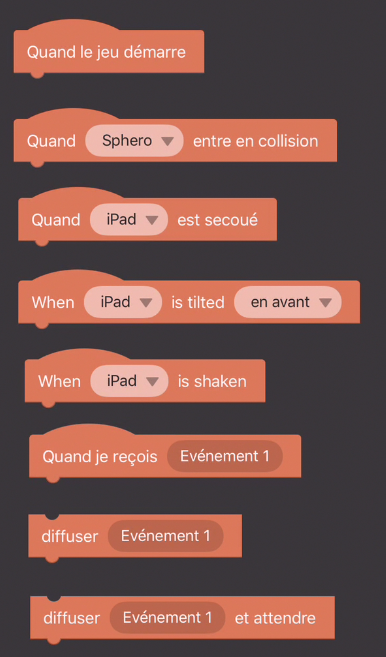 Quand le jeu démarre
Quand Sphero entre en collision
Quand iPad est secoué
When iPad is tilted en avant
When iPad is shaken
Quand je reçois Evénement 1
diffuser Evénement 1
diffuser Evénement 1 et attendre